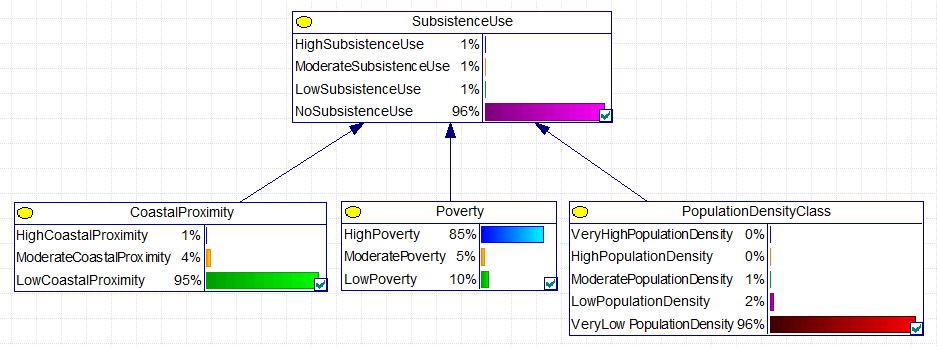 SubsistenceUse
HighSubsistenceUse 1%
ModerateSubsistenceUse 1%
LowSubsistenceUse 1%
NoSubsistenceUse 96%
CoastalProximity
HighCoastalProximity 1%
ModerateCoastalProximity 4%
LowCoastalProximity 95%
Poverty
HighPoverty 85%
ModeratePoverty 5%
LowPoverty 10%
PopulationDensityClass
VeryHighPopulationDensity 0%
HighPopulationDensity 0%
ModeratePopulationDensity 1%
LowPopulationDensity 2%
VeryLow PopulationDensity 96%